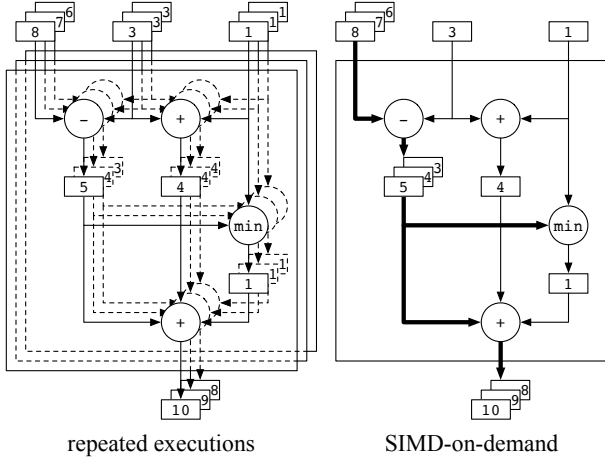 6 3 1 6
7 3 1 7
8 3 1 8 3 1
- + - +
3 4 1 3
4 4 4
5 4 5 4
min min
1
1
1 1
+ +
8 8
9 9
10 10
repeated executions SIMD-on-demand